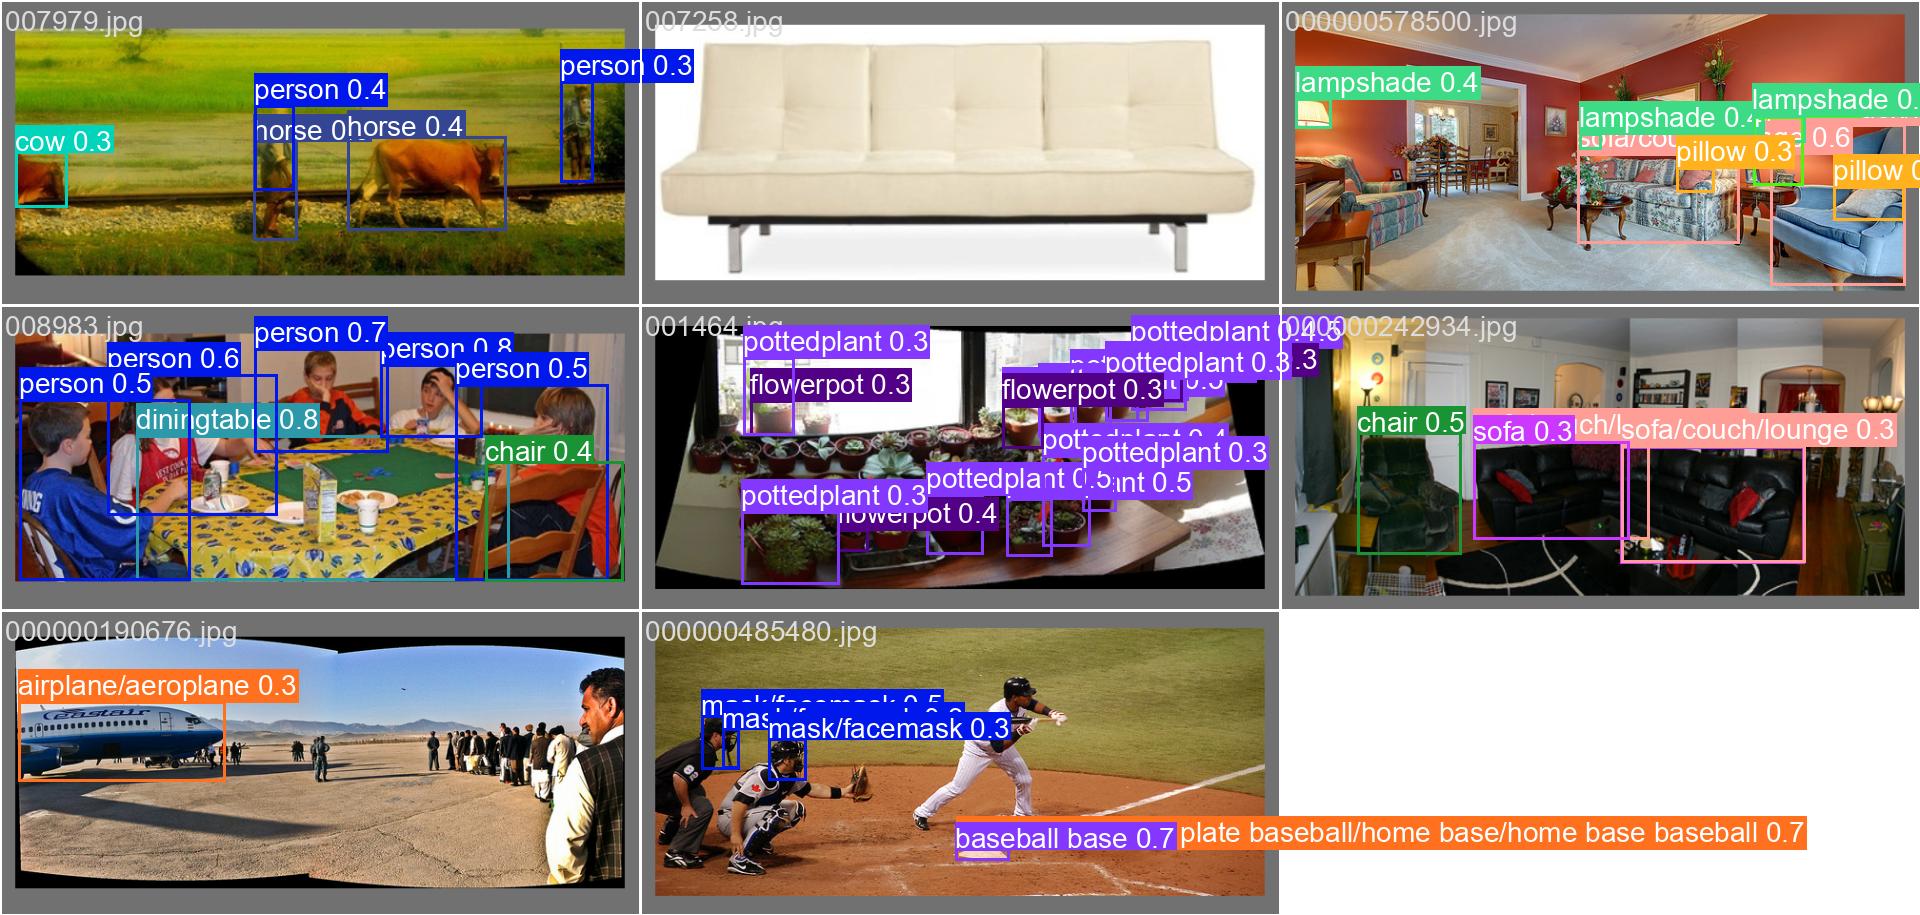 007979.jpg
person 0.4
person 0.3
horse 0
horse 0.4
cow 0.3
007258.jpg
000000578500.jpg
lampshade 0.4
lampshade 0.
lampshade 0.4
sofa/cou
0.6
pillow 0.3
pillow 0
008983.jpg
person 0.7
person 0.8
person 0.6
person 0.5
person 0.5
diningtable 0.8
chair 0.4
001464.jpg
pottedplant 0.3
pottedplant 0.4
pottedplant 0.3
.3
flowerpot 0.3
flowerpot 0.3
pottedplant 0.4
pottedplant 0.3
pottedplant 0.5
nt 0.5
pottedplant 0.3
flowerpot 0.4
000000242934.jpg
chair 0.5
sofa 0.3
ch/l
sofa/couch/lounge 0.3
000000190676.jpg
airplane/aeroplane 0.3
eastair
000000485480.jpg
mask/facemask 0.5
mask/facemask 0.3
82
baseball base 0.7
plate baseball/home base/home base baseball 0.7